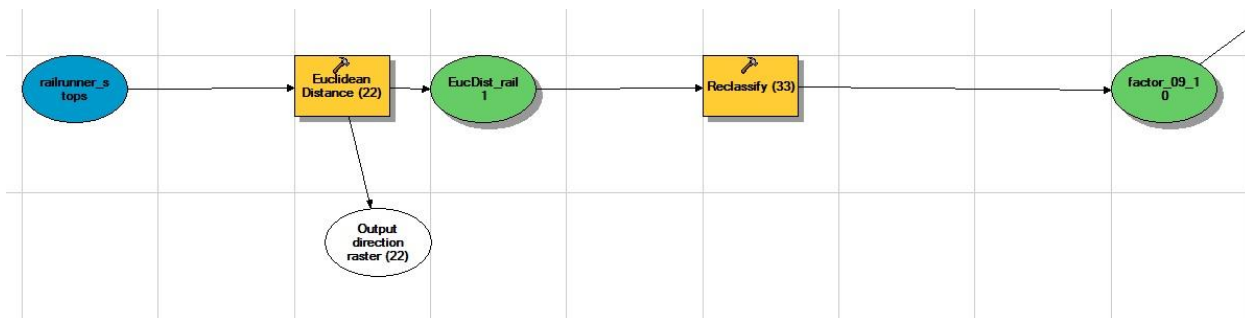 railrunner_s
tops
Euclidean
Distance (22)
EucDist_rail
1
Reclassify (33)
factor_09_1
0
Output
direction
raster (22)